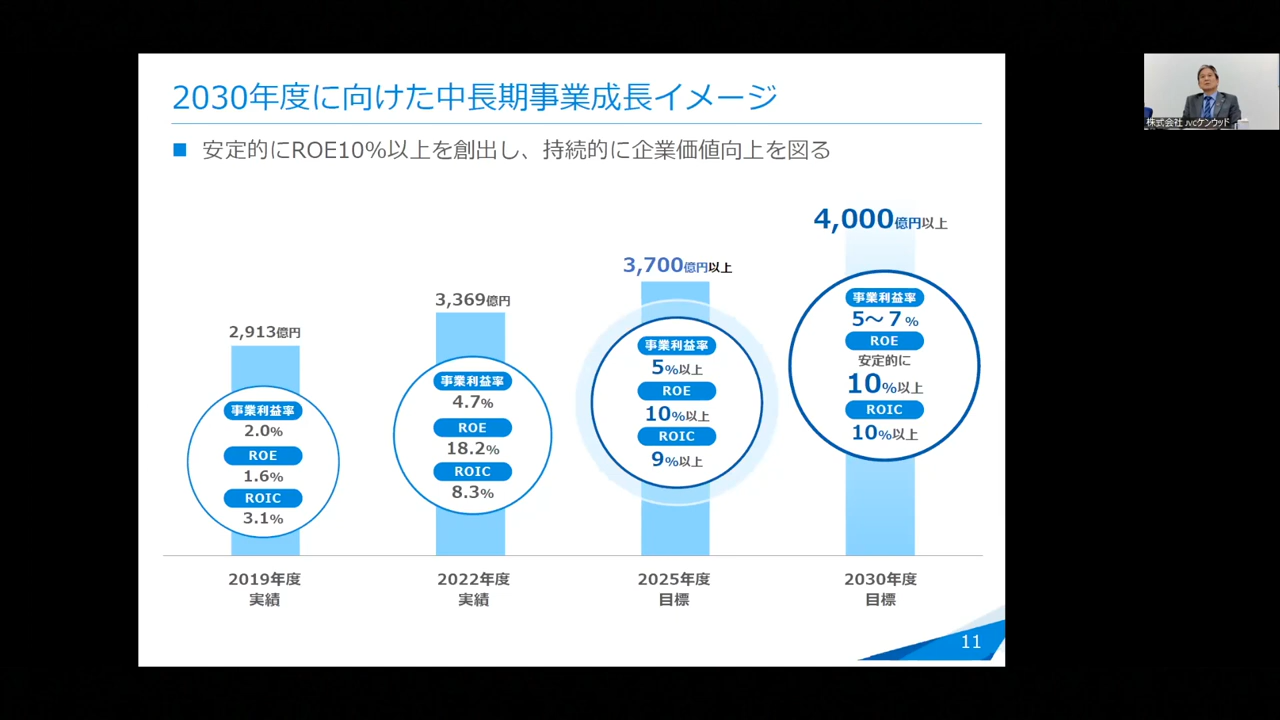 2030年度に向けた中長期事業成長イメージ
■ 安定的にROE10%以上を創出し、持続的に企業価値向上を図る
2,913億円
事業利益率
2.0%
ROE
1.6%
ROIC
3.1%
2019年度
実績
3,369億円
事業利益率
4.7%
ROE
18.2%
ROIC
8.3%
2022年度
実績
3,700億円以上
事業利益率
5%以上
ROE
10%以上
ROIC
9%以上
2025年度
目標
4,000億円以上
事業利益率
5～7%
ROE
安定的に
10%以上
ROIC
10%以上
2030年度
目標
11
株式会社 JVCケンウッド